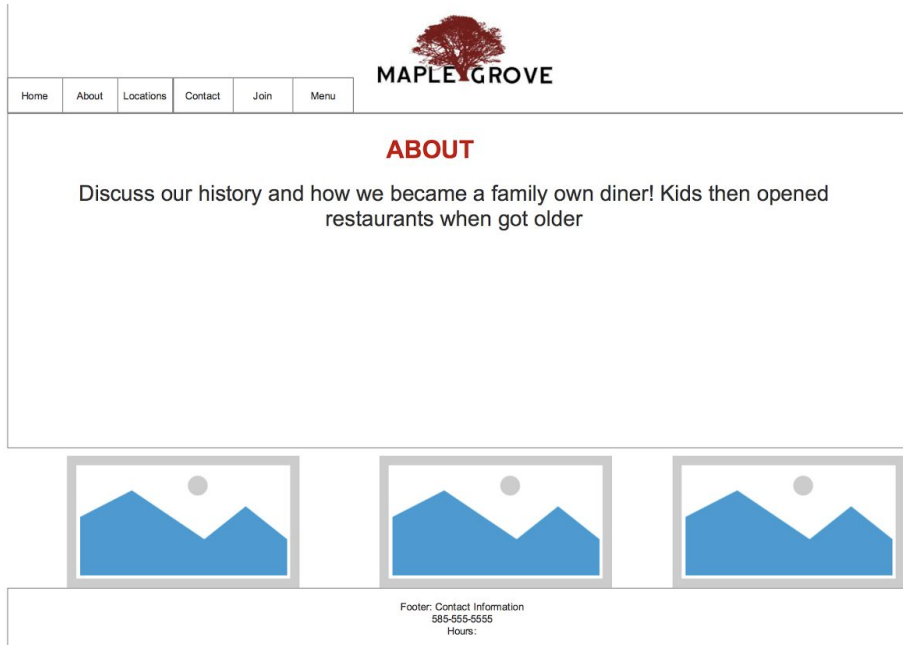 MAPLE GROVE
Home About Locations Contact Join Menu
ABOUT
Discuss our history and how we became a family own diner! Kids then opened
restaurants when got older
Footer: Contact Information
585-555-5555
Hours: